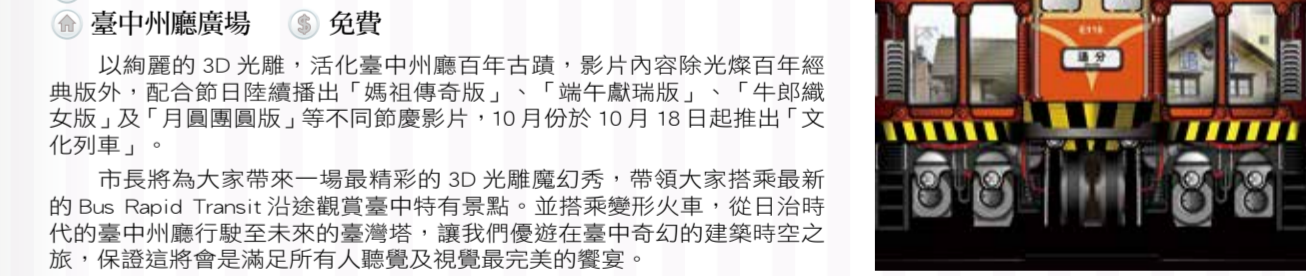 臺中州廳廣場 $ 免費
以絢麗的 3D 光雕，活化臺中州廳百年古蹟，影片內容除光燦百年經
典版外，配合節日陸續播出「媽祖傳奇版」、「端午獻瑞版」、「牛郎織
女版」及「月圓團圓版」等不同節慶影片，10 月份於 10 月 18 日起推出「文
化列車」。
市長將為大家帶來一場最精彩的 3D 光雕魔幻秀，帶領大家搭乘最新
的 Bus Rapid Transit 沿途觀賞臺中特有景點。並搭乘變形火車，從日治時
代的臺中州廳行駛至未來的臺灣塔，讓我們優遊在臺中奇幻的建築時空之
旅，保證這將會是滿足所有人聽覺及視覺最完美的饗宴。
E118
追分